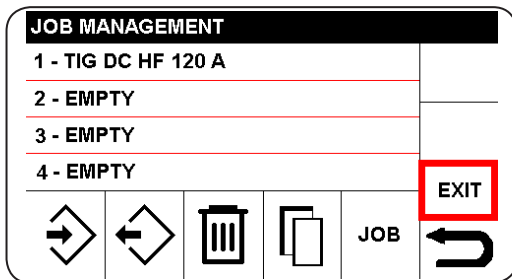 JOB MANAGEMENT
1 - TIG DC HF 120 A
2 - EMPTY
3 - EMPTY
4 - EMPTY
EXIT
JOB